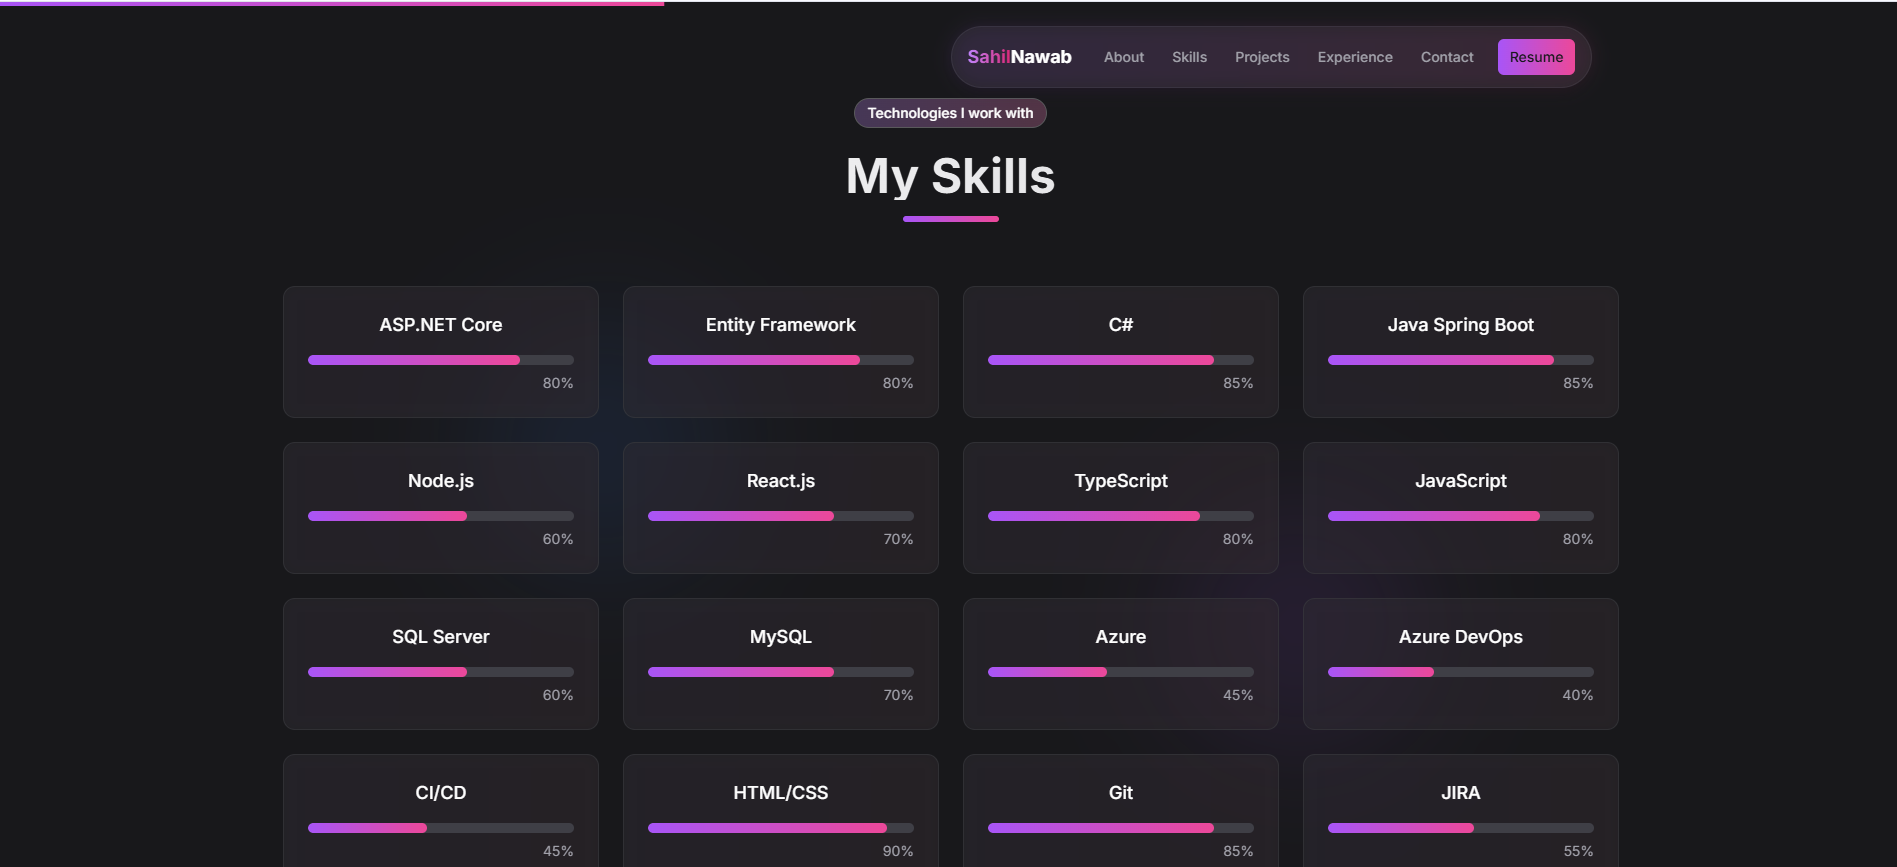 SahilNawab About Skills Projects Experience Contact Resume
Technologies I work with
My Skills
ASP.NET Core
80%
Entity Framework
80%
C#
85%
Java Spring Boot
85%
Node.js
60%
React.js
70%
TypeScript
80%
JavaScript
80%
SQL Server
60%
MySQL
70%
Azure
45%
Azure DevOps
40%
CI/CD
45%
HTML/CSS
90%
Git
85%
JIRA
55%